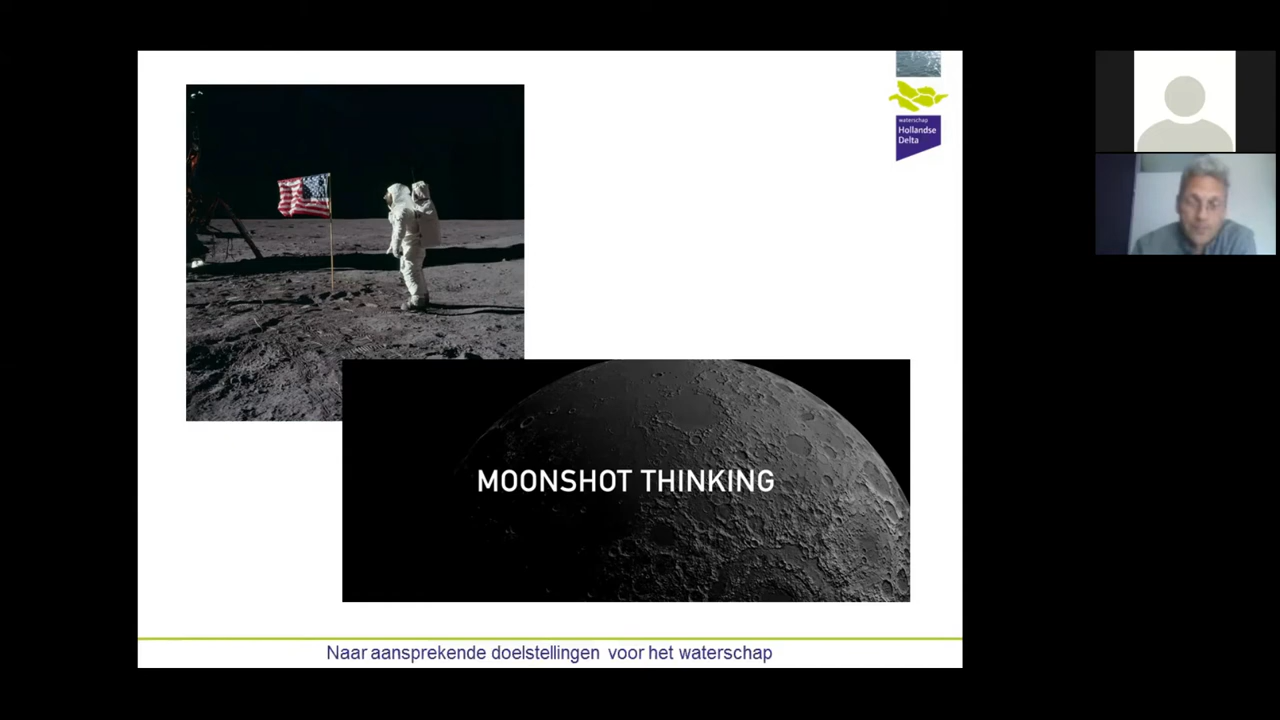 waterschap
Hollandse
Delta
MOONSHOT THINKING
Naar aansprekende doelstellingen voor het waterschap